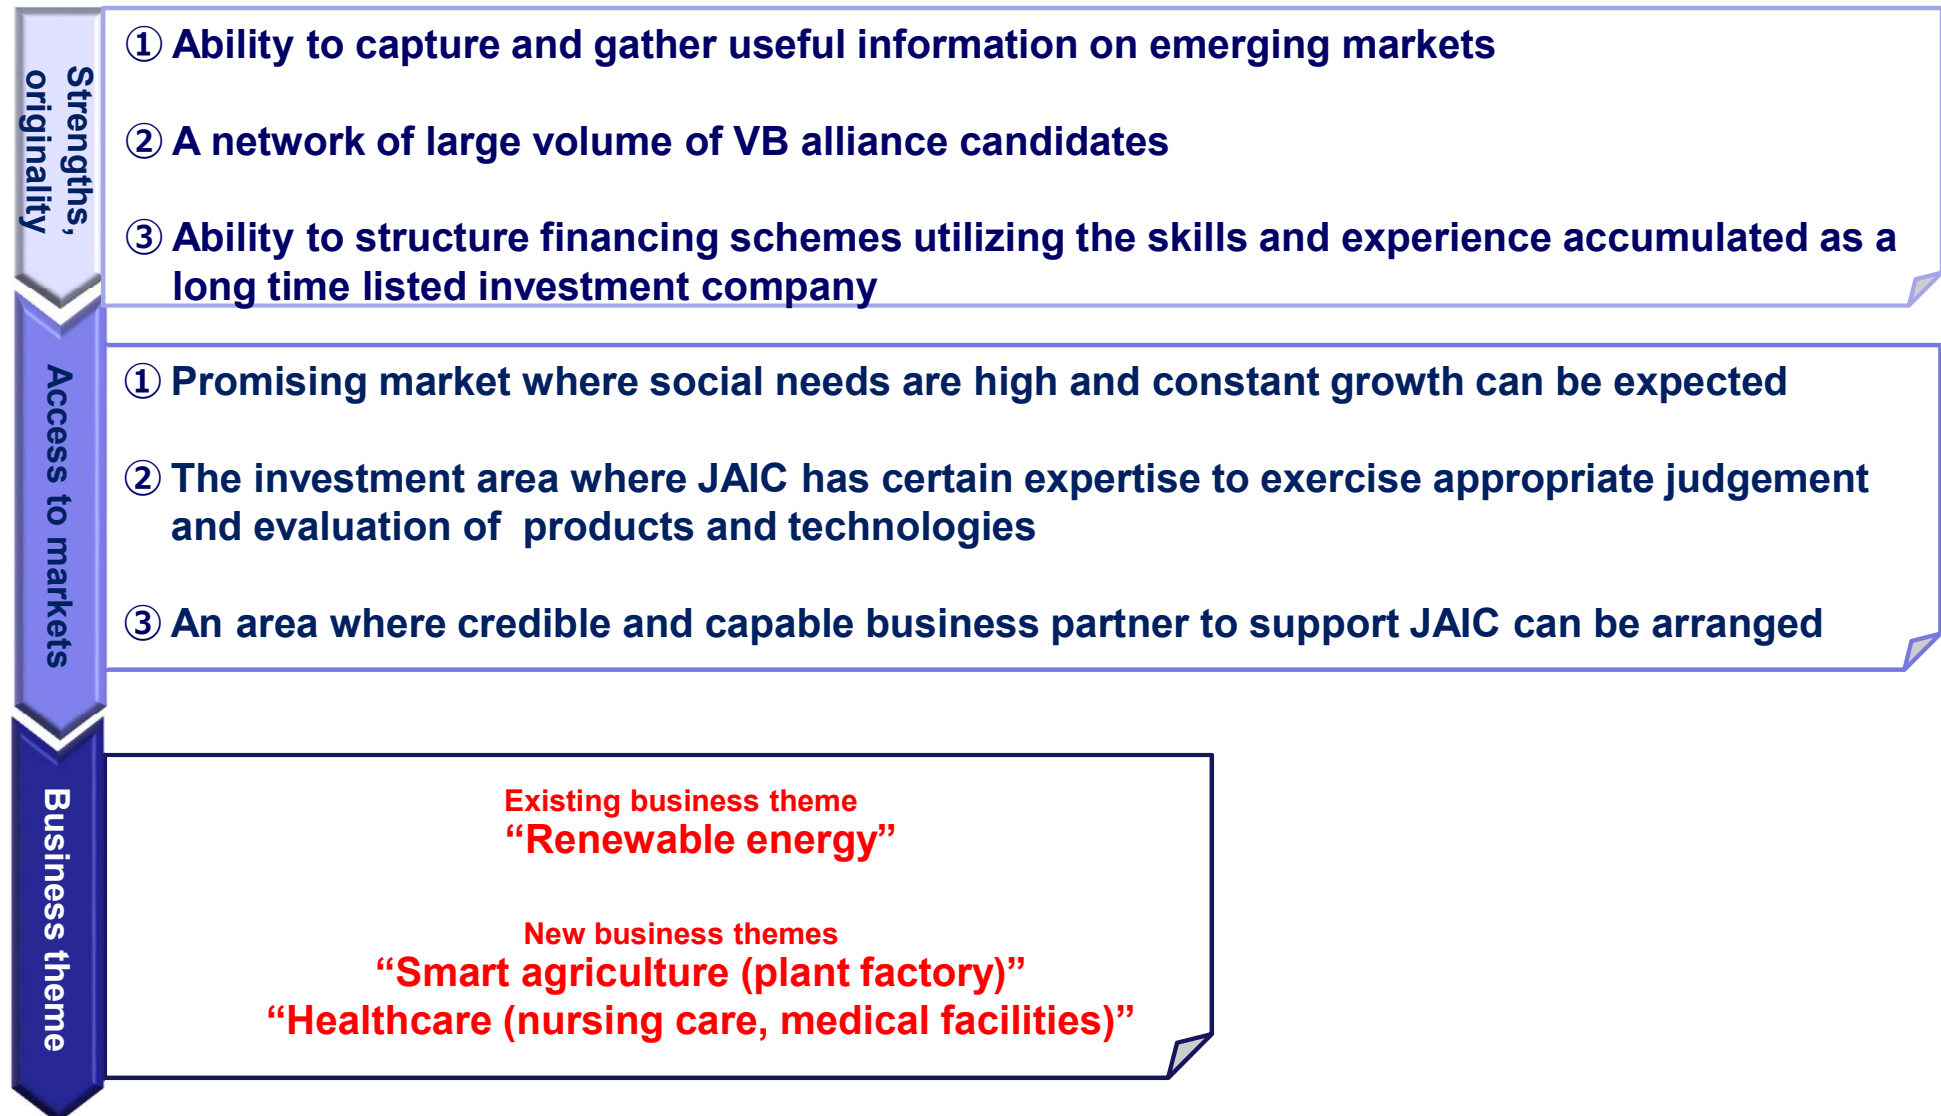 Strengths,
originality
① Ability to capture and gather useful information on emerging markets
② A network of large volume of VB alliance candidates
③ Ability to structure financing schemes utilizing the skills and experience accumulated as a
long time listed investment company
Access to markets
① Promising market where social needs are high and constant growth can be expected
② The investment area where JAIC has certain expertise to exercise appropriate judgement
and evaluation of  products and technologies
③ An area where credible and capable business partner to support JAIC can be arranged
Business theme
Existing business theme
“Renewable energy”
New business themes
“Smart agriculture (plant factory)”
“Healthcare (nursing care, medical facilities)”